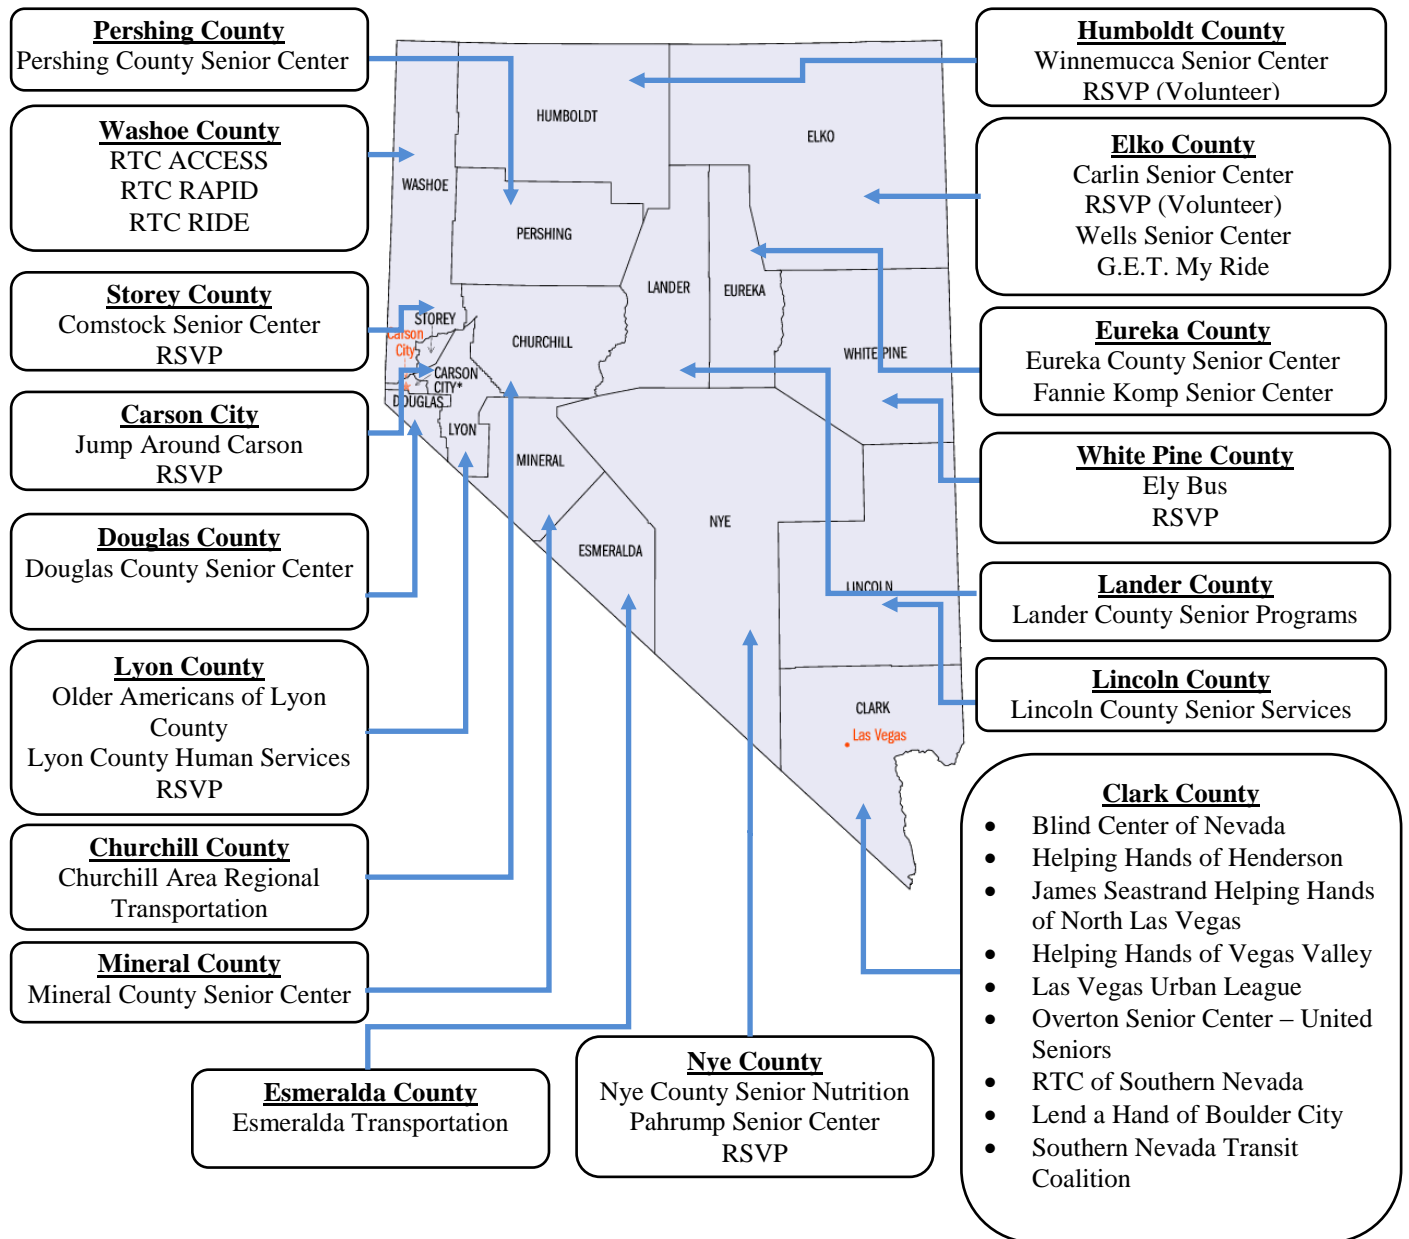 Pershing County
Pershing County Senior Center
Washoe County
RTC ACCESS
RTC RAPID
RTC RIDE
Storey County
Comstock Senior Center
RSVP
Carson City
Jump Around Carson
RSVP
Douglas County
Douglas County Senior Center
Lyon County
Older Americans of Lyon
County
Lyon County Human Services
RSVP
Churchill County
Churchill Area Regional
Transportation
Mineral County
Mineral County Senior Center
Esmeralda County
Esmeralda Transportation
Nye County
Nye County Senior Nutrition
Pahrump Senior Center
RSVP
HUMBOLDT
ELKO
WASHOE
PERSHING
LANDER
EUREKA
STOREY
Carson
City
CHURCHILL
WHITE PINE
CARSON
CITY*
DOUGLAS
LYON
MINERAL
NYE
ESMERALDA
LINCOLN
CLARK
Las Vegas
Humboldt County
Winnemucca Senior Center
RSVP (Volunteer)
Elko County
Carlin Senior Center
RSVP (Volunteer)
Wells Senior Center
G.E.T. My Ride
Eureka County
Eureka County Senior Center
Fannie Komp Senior Center
White Pine County
Ely Bus
RSVP
Lander County
Lander County Senior Programs
Lincoln County
Lincoln County Senior Services
Clark County
• Blind Center of Nevada
• Helping Hands of Henderson
• James Seastrand Helping Hands
of North Las Vegas
• Helping Hands of Vegas Valley
• Las Vegas Urban League
• Overton Senior Center – United
Seniors
• RTC of Southern Nevada
• Lend a Hand of Boulder City
• Southern Nevada Transit
Coalition